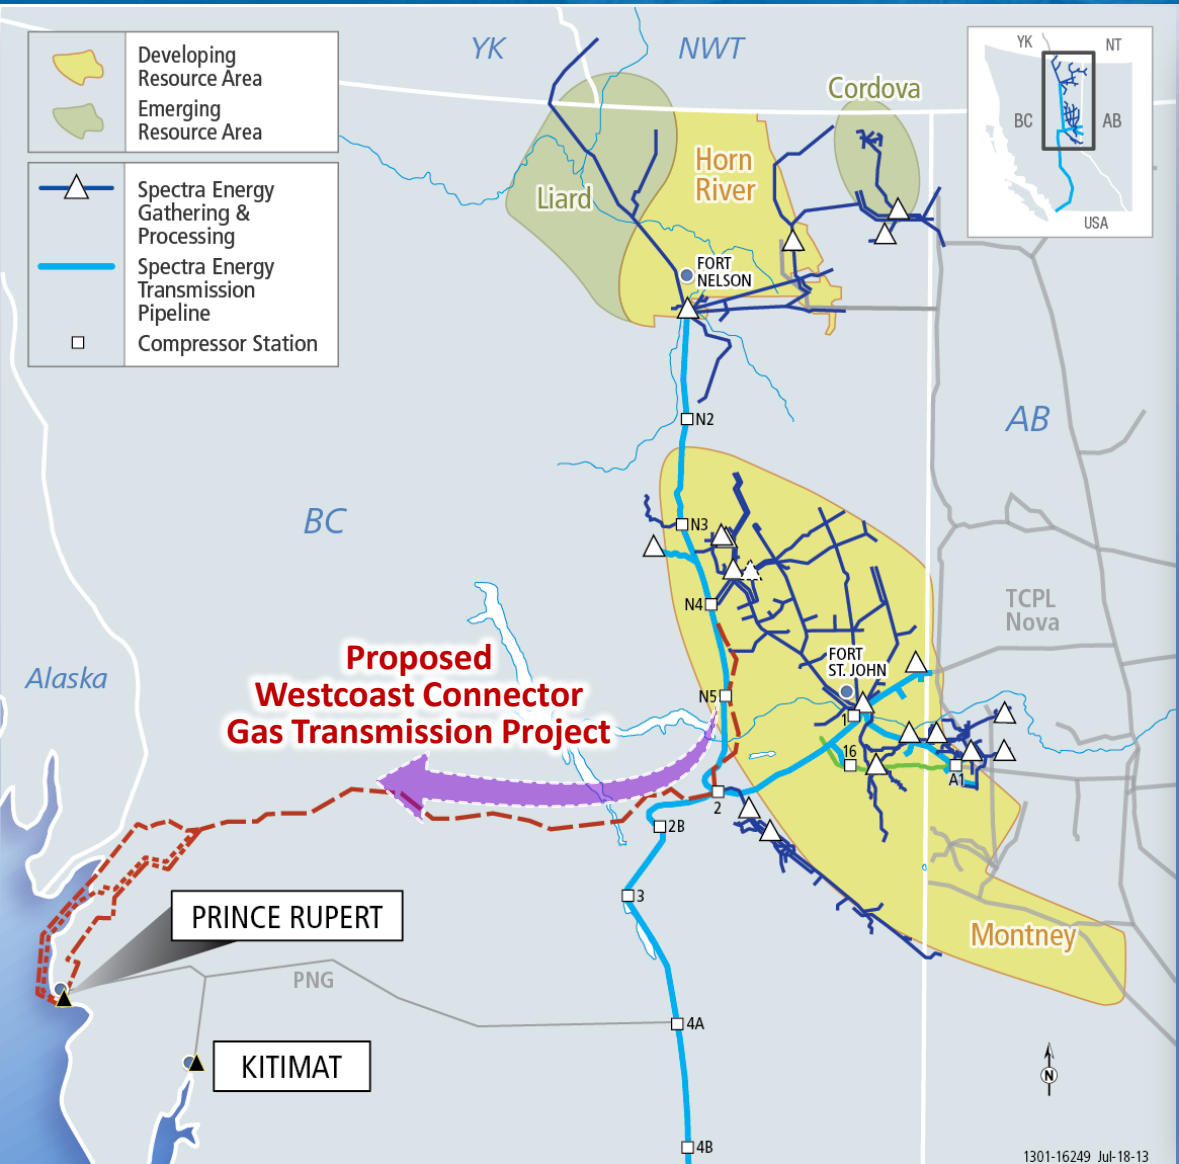 Developing
Resource Area
Emerging
Resource Area
Spectra Energy
Gathering &
Processing
Spectra Energy
Transmission
Pipeline
Compressor Station
YK
NWT
Cordova
YK
NT
BC
AB
USA
Horn
River
Liard
FORT
NELSON
N2
AB
BC
N3
N4
TCPL
Nova
Proposed
Westcoast Connector
Gas Transmission Project
Alaska
FORT
ST. JOHN
N5
1
16
A1
2
2B
3
PRINCE RUPERT
Montney
PNG
4A
KITIMAT
N
4B
1301-16249 Jul-18-13